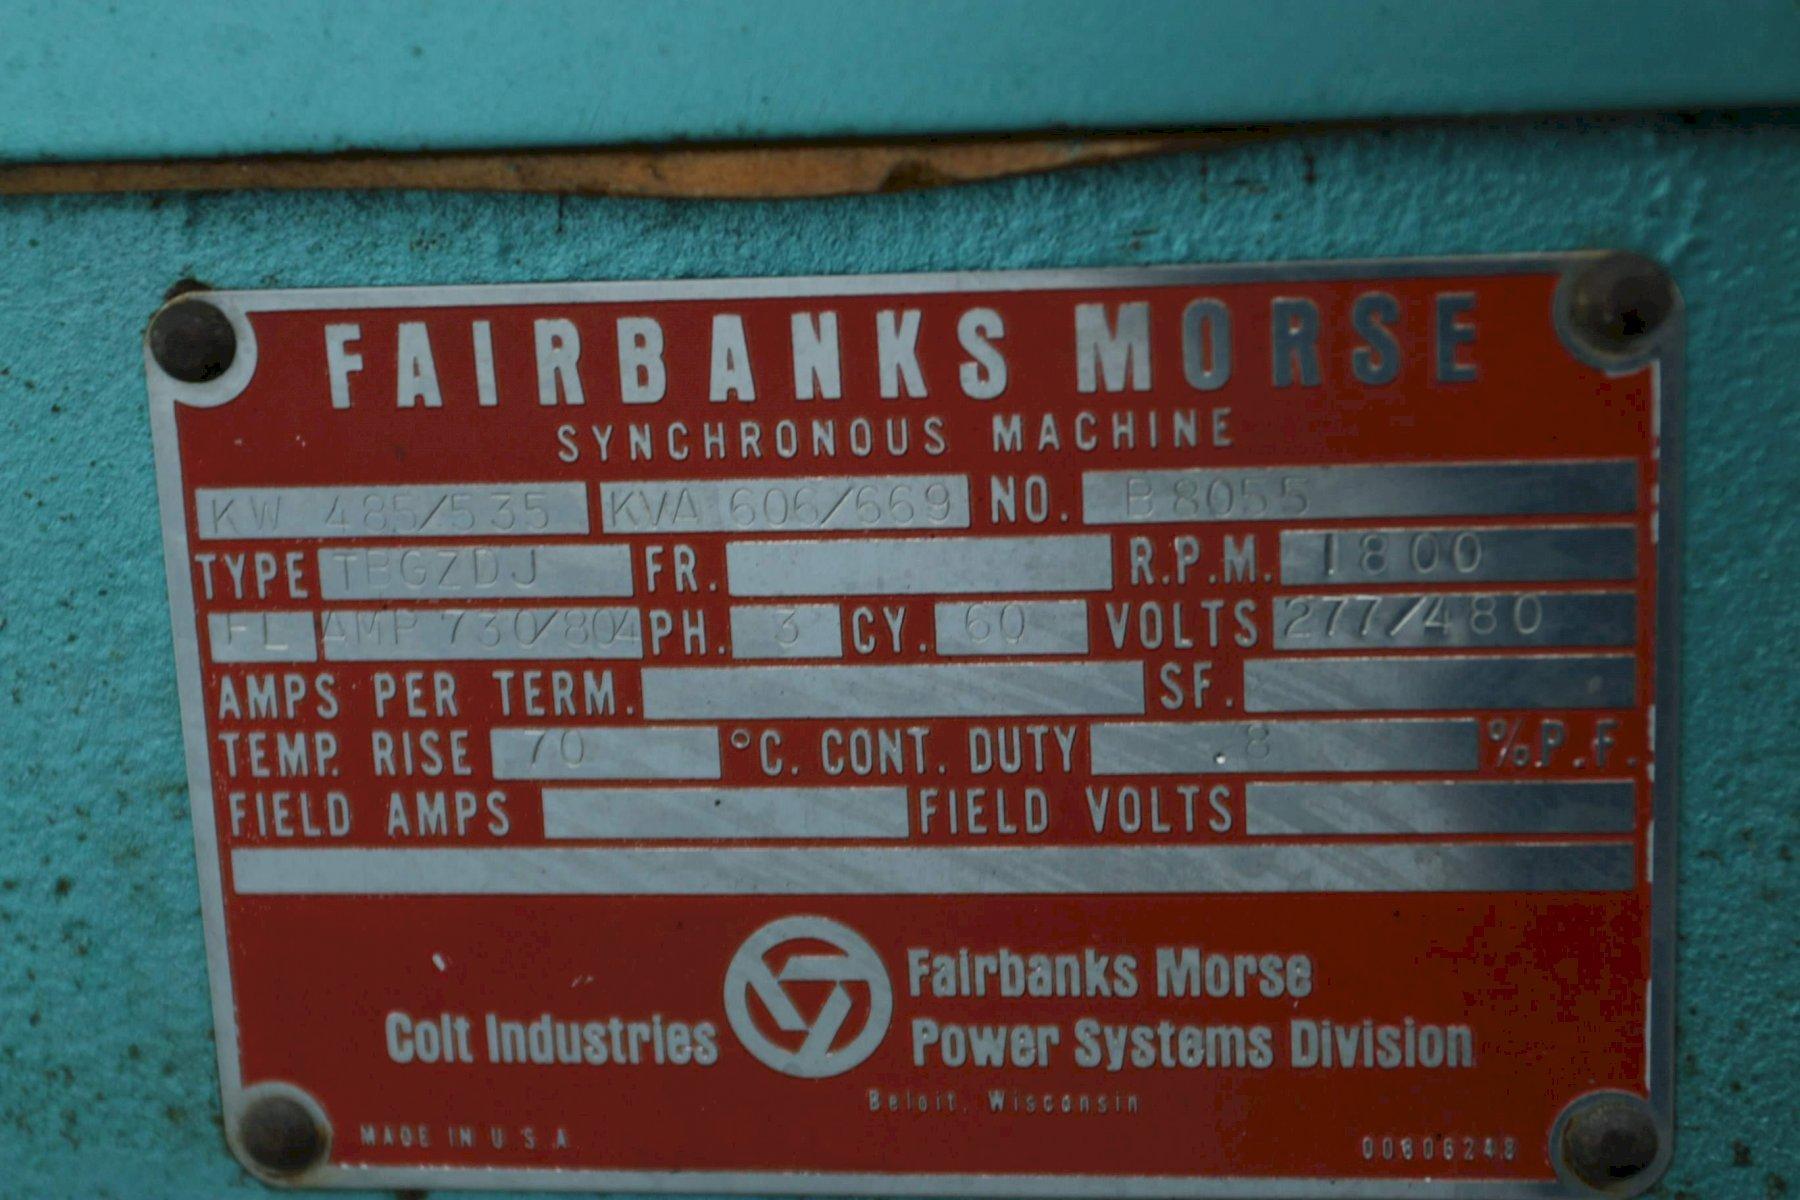 FAIRBANKS MORSE
SYNCHRONOUS MACHINE
KW 485/535 KVA 606/669 NO. B8055
TYPE TBGZDJ FR. R.P.M. 1800
FL AMP 730/804 PH. 3 CY. 60 VOLTS 277/480
AMPS PER TERM. SF.
TEMP. RISE 70 °C. CONT. DUTY .8 % P.F.
FIELD AMPS FIELD VOLTS
Fairbanks Morse
Colt Industries Power Systems Division
Beloit, Wisconsin
MADE IN U.S.A.